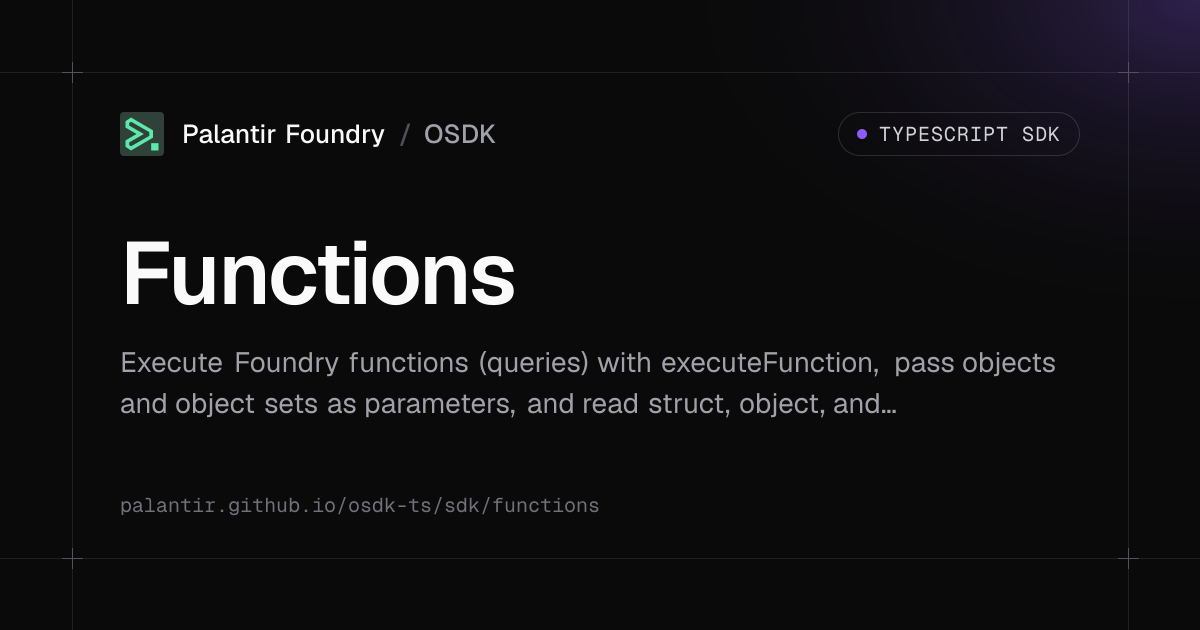 Palantir Foundry / OSDK
TYPESCRIPT SDK
Functions
Execute Foundry functions (queries) with executeFunction, pass objects
and object sets as parameters, and read struct, object, and…
palantir.github.io/osdk-ts/sdk/functions